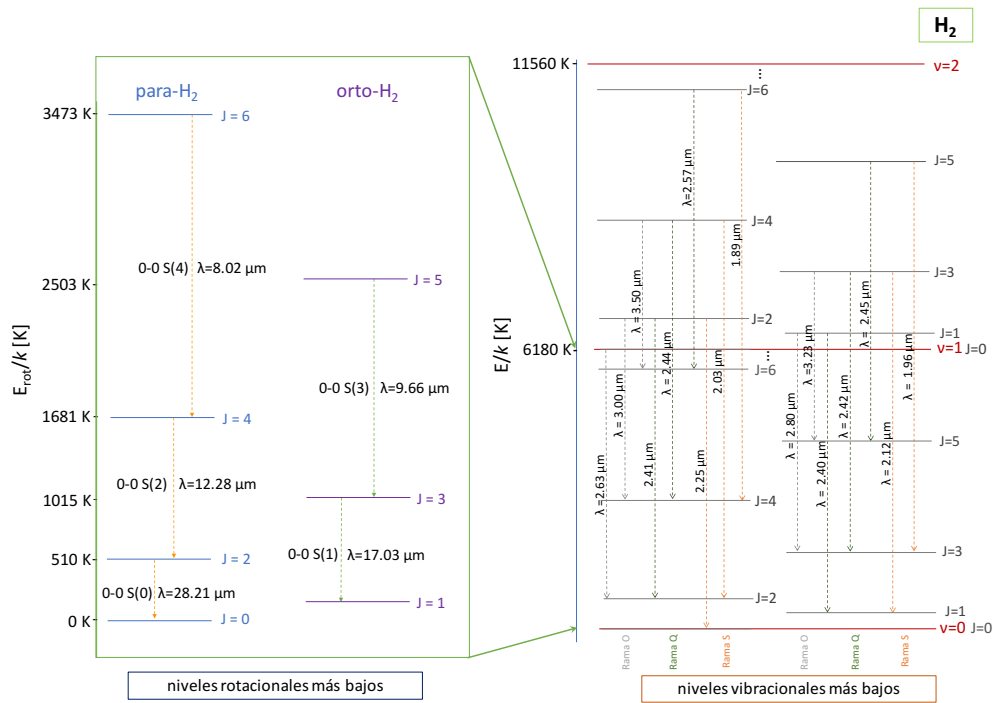 H2
para-H2
orto-H2
Erot/k [K]
3473 K
2503 K
1681 K
1015 K
510 K
0 K
J = 6
J = 5
J = 4
J = 3
J = 2
J = 1
J = 0
0-0 S(4) λ=8.02 µm
0-0 S(3) λ=9.66 µm
0-0 S(2) λ=12.28 µm
0-0 S(1) λ=17.03 µm
0-0 S(0) λ=28.21 µm
niveles rotacionales más bajos
E/k [K]
11560 K
6180 K
ν=2
...
J=6
J=5
J=4
J=3
J=2
J=1
ν=1 J=0
...
J=6
J=5
J=4
J=3
J=2
J=1
ν=0 J=0
λ=2.63 µm
λ = 3.00 µm
λ = 3.50 µm
2.41 µm
λ = 2.44 µm
λ=2.57 µm
2.25 µm
2.03 µm
1.89 µm
λ = 2.80 µm
λ=3.23 µm
λ = 2.40 µm
λ = 2.42 µm
λ = 2.45 µm
λ = 2.12 µm
λ = 1.96 µm
Rama O
Rama Q
Rama S
Rama O
Rama Q
Rama S
niveles vibracionales más bajos